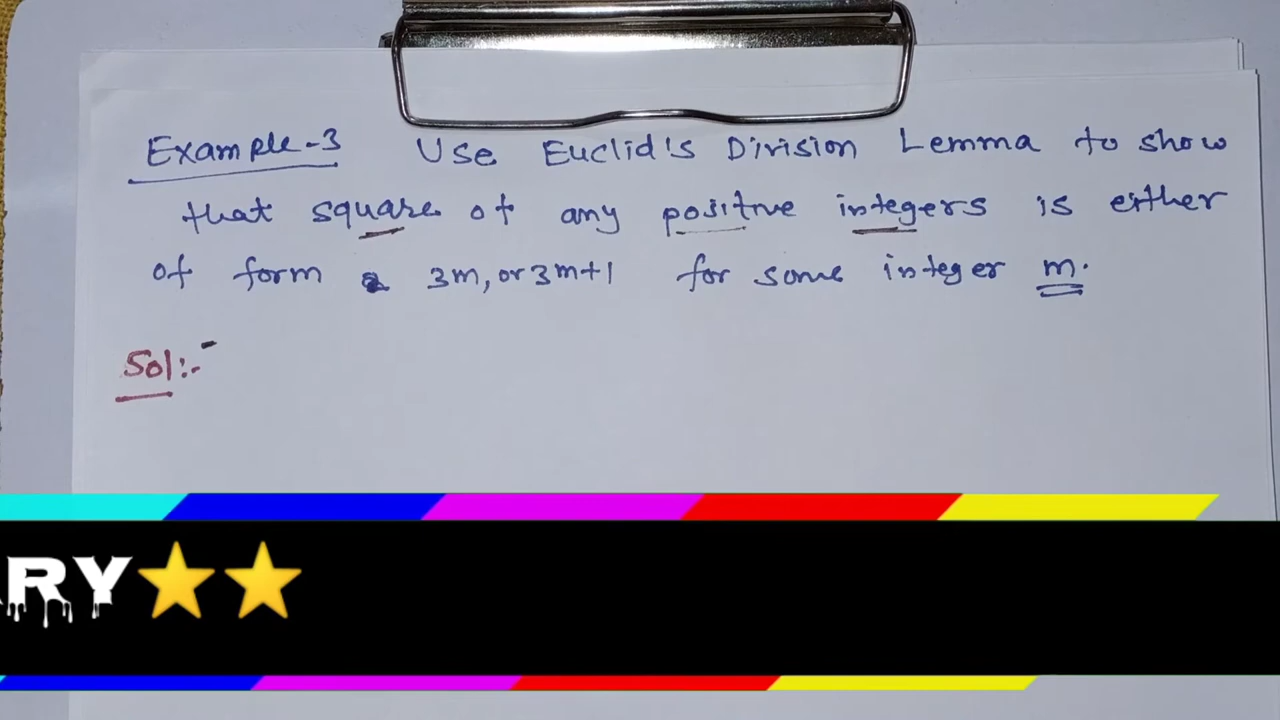 Example-3 Use Euclid's Division Lemma to show
that square of any positive integers is either
of form 3m, or 3m+1 for some integer m.
Sol:-
RY⭐⭐